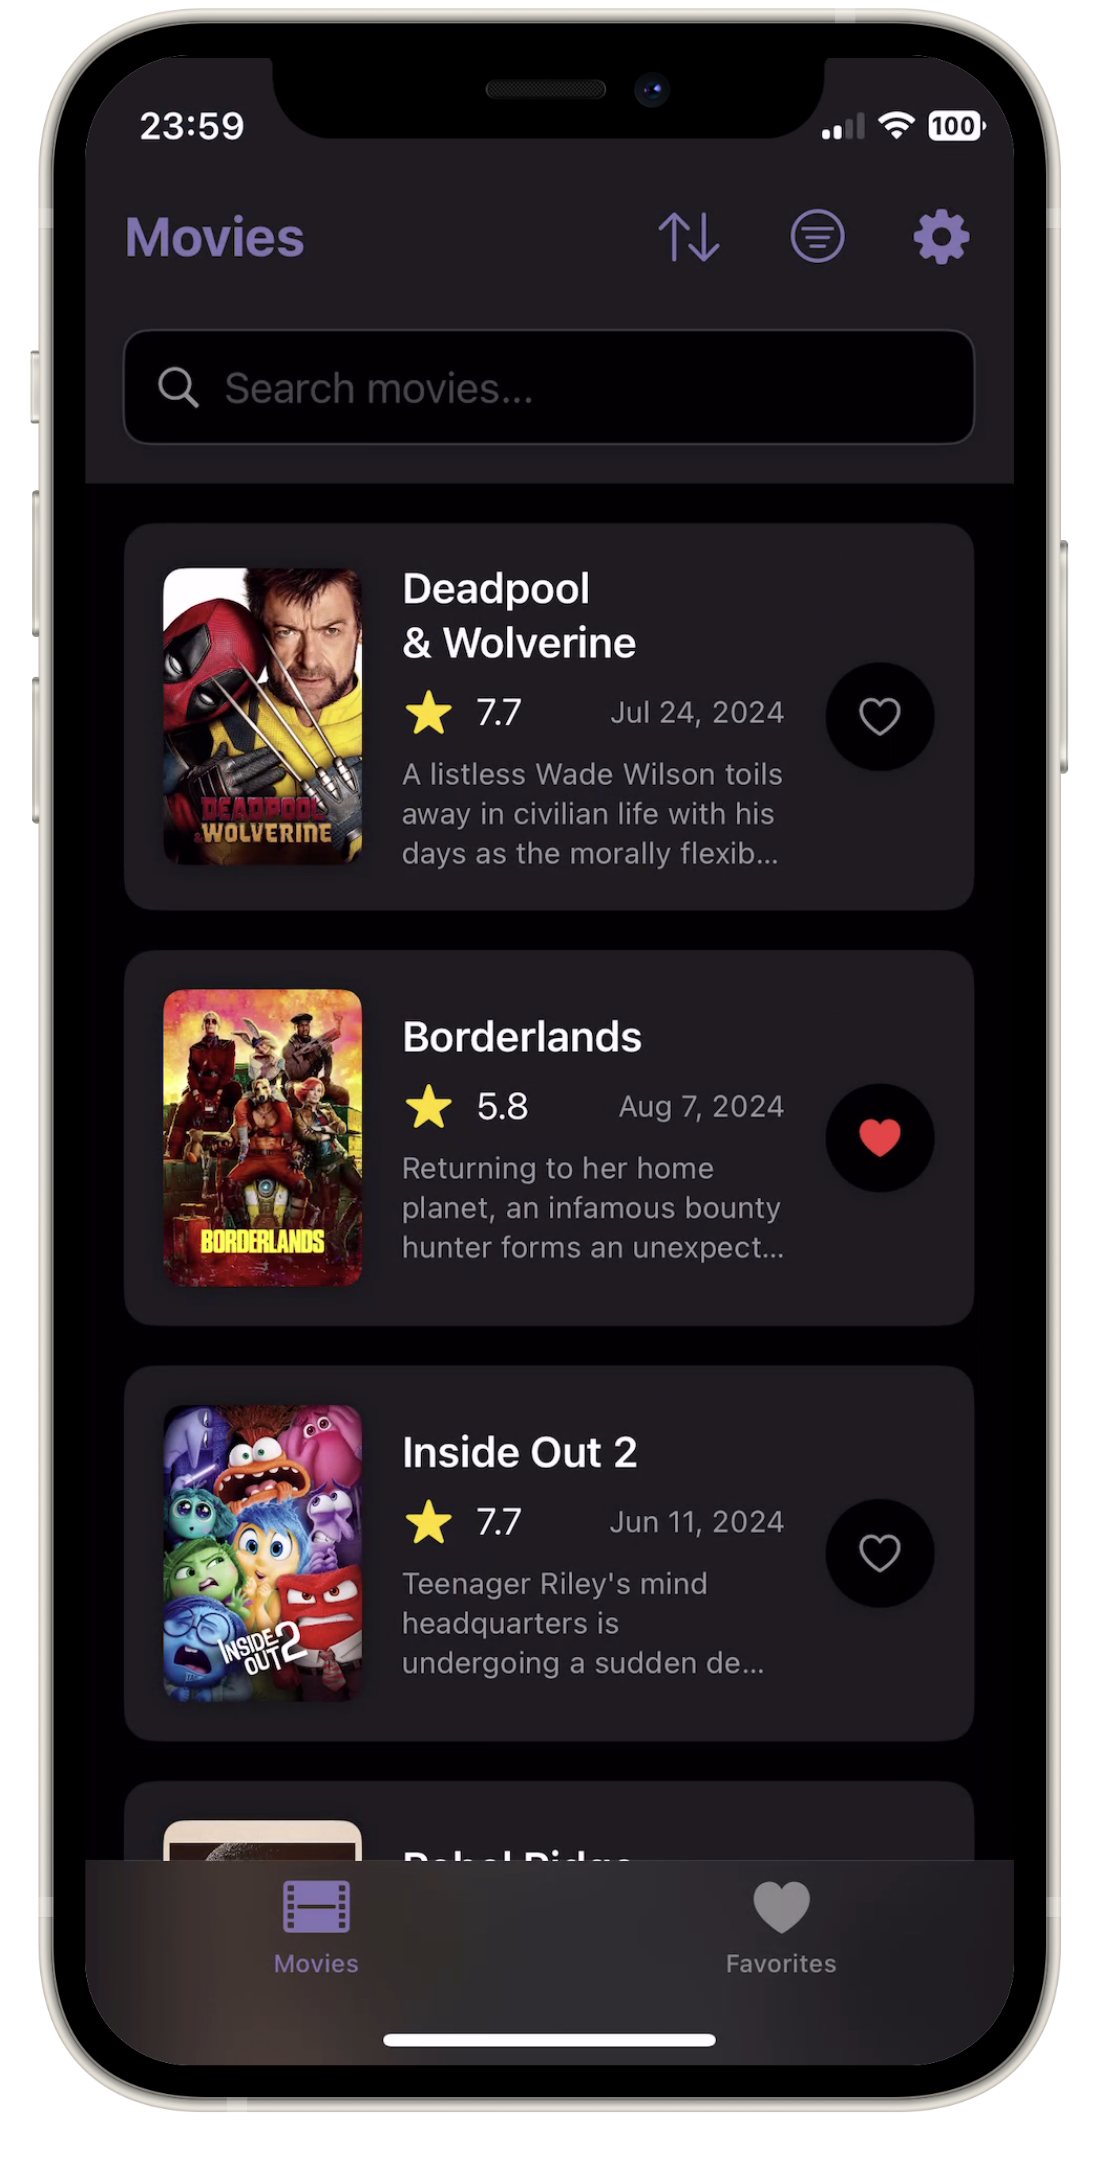 23:59
100
Movies
Search movies...
Deadpool
& Wolverine
7.7 Jul 24, 2024
A listless Wade Wilson toils
away in civilian life with his
days as the morally flexib...
DEADPOOL
& WOLVERINE
Borderlands
5.8 Aug 7, 2024
Returning to her home
planet, an infamous bounty
hunter forms an unexpect...
BORDERLANDS
Inside Out 2
7.7 Jun 11, 2024
Teenager Riley's mind
headquarters is
undergoing a sudden de...
INSIDE
OUT 2
Rebel Ridge
Movies
Favorites